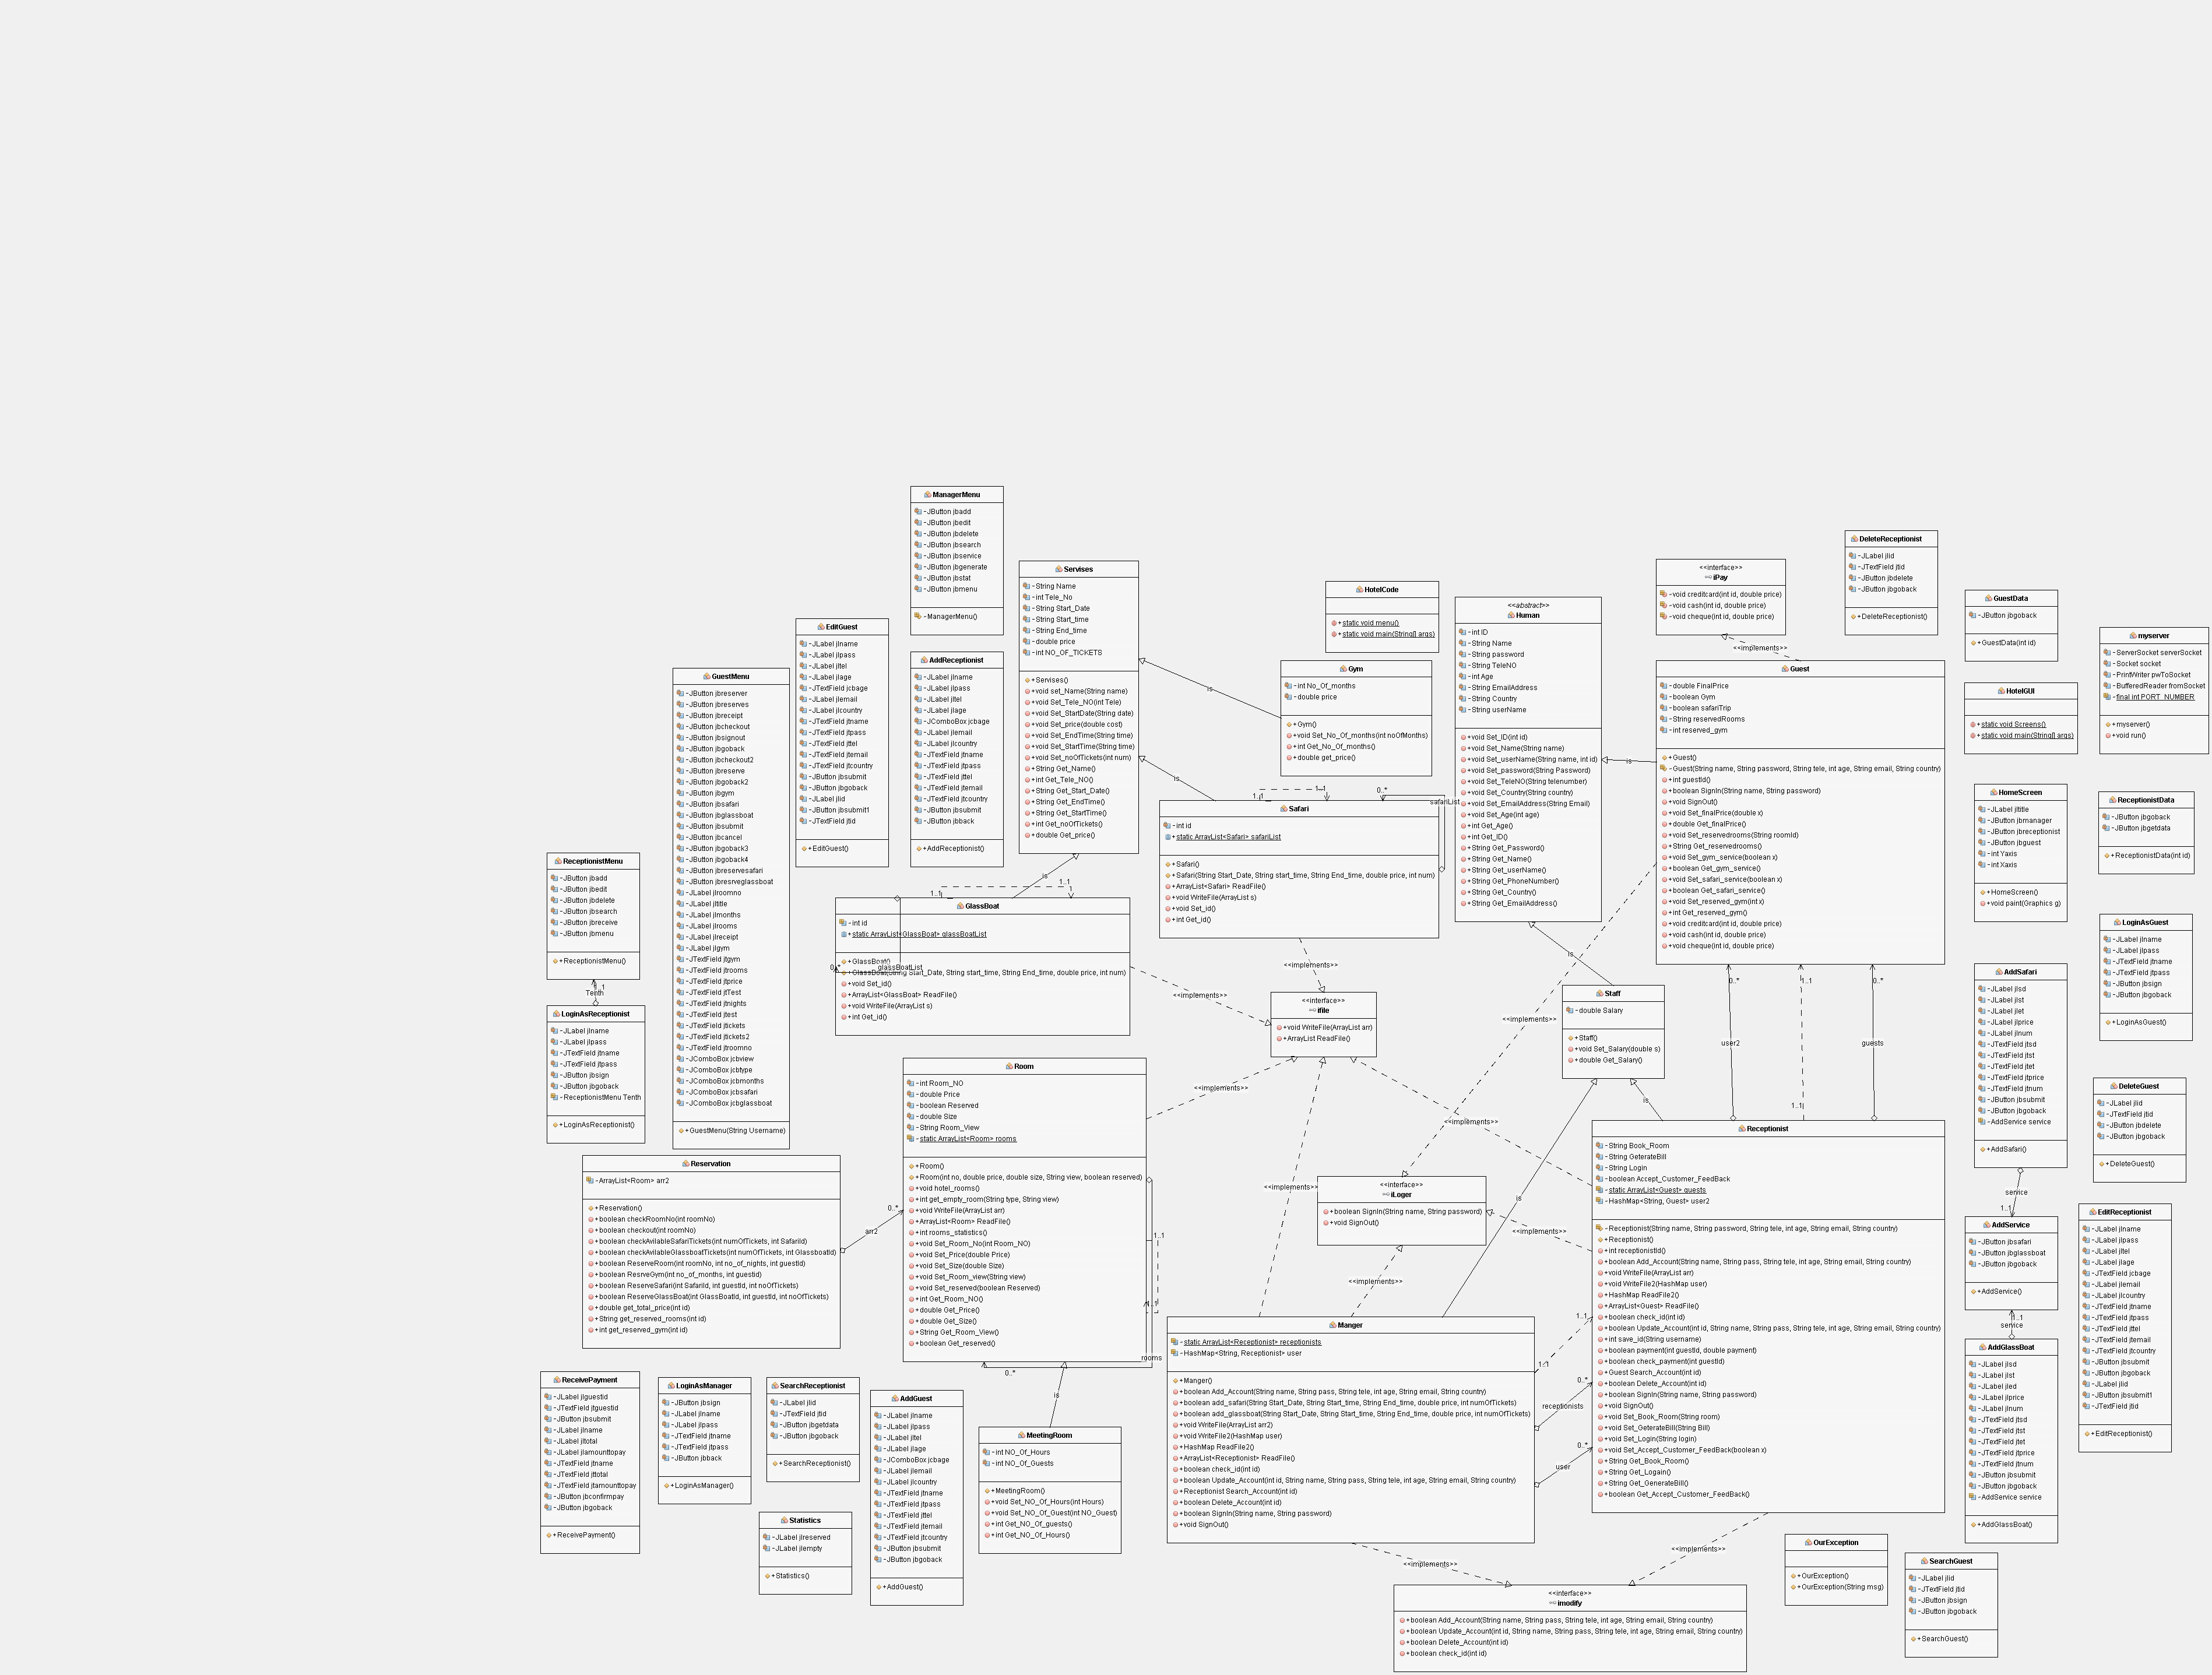 ManagerMenu
-JButton jbadd
-JButton jbedit
-JButton jbdelete
-JButton jbsearch
-JButton jbservice
-JButton jbgenerate
-JButton jbstat
-JButton jbmenu
-ManagerMenu()
Servises
-String Name
-int Tele_No
-String Start_Date
-String Start_time
-String End_time
-double price
-int NO_OF_TICKETS
+Servises()
+void set_Name(String name)
+void Set_Tele_NO(int Tele)
+void Set_StartDate(String date)
+void Set_price(double cost)
+void Set_EndTime(String time)
+void Set_StartTime(String time)
+void Set_noOfTickets(int num)
+String Get_Name()
+int Get_Tele_NO()
+String Get_Start_Date()
+String Get_EndTime()
+String Get_StartTime()
+int Get_noOfTickets()
+double Get_price()
HotelCode
+static void menu()
+static void main(String[] args)
<<abstract>>
Human
-int ID
-String Name
-String password
-String TeleNO
-int Age
-String EmailAddress
-String Country
-String userName
+void Set_ID(int id)
+void Set_Name(String name)
+void Set_userName(String name, int id)
+void Set_password(String Password)
+void Set_TeleNO(String telenumber)
+void Set_Country(String country)
+void Set_EmailAddress(String Email)
+void Set_Age(int age)
+int Get_Age()
+int Get_ID()
+String Get_Password()
+String Get_Name()
+String Get_userName()
+String Get_PhoneNumber()
+String Get_Country()
+String Get_EmailAddress()
<<interface>>
iPay
-void creditcard(int id, double price)
-void cash(int id, double price)
-void cheque(int id, double price)
<<implements>>
DeleteReceptionist
-JLabel jlid
-JTextField jtid
-JButton jbdelete
-JButton jbgoback
+DeleteReceptionist()
GuestData
-JButton jbgoback
+GuestData(int id)
myserver
-ServerSocket serverSocket
-Socket socket
-PrintWriter pwToSocket
-BufferedReader fromSocket
-final int PORT_NUMBER
+myserver()
+void run()
EditGuest
-JLabel jlname
-JLabel jlpass
-JLabel jltel
-JLabel jlage
-JTextField jcbage
-JLabel jlemail
-JLabel jlcountry
-JTextField jtname
-JTextField jtpass
-JTextField jttel
-JTextField jtemail
-JTextField jtcountry
-JButton jbsubmit
-JButton jbgoback
-JLabel jlid
-JButton jbsubmit1
-JTextField jtid
+EditGuest()
AddReceptionist
-JLabel jlname
-JLabel jlpass
-JLabel jltel
-JLabel jlage
-JComboBox jcbage
-JLabel jlemail
-JLabel jlcountry
-JTextField jtname
-JTextField jtpass
-JTextField jttel
-JTextField jtemail
-JTextField jtcountry
-JButton jbsubmit
-JButton jbback
+AddReceptionist()
GuestMenu
-JButton jbreserver
-JButton jbreserves
-JButton jbreceipt
-JButton jbcheckout
-JButton jbsignout
-JButton jbgoback
-JButton jbcheckout2
-JButton jbreserve
-JButton jbgoback2
-JButton jbgym
-JButton jbsafari
-JButton jbglassboat
-JButton jbsubmit
-JButton jbcancel
-JButton jbgoback3
-JButton jbgoback4
-JButton jbreservesafari
-JButton jbresrveglassboat
-JLabel jlroomno
-JLabel jltitle
-JLabel jlmonths
-JLabel jlrooms
-JLabel jlreceipt
-JLabel jlgym
-JTextField jtgym
-JTextField jtrooms
-JTextField jtprice
-JTextField jtTest
-JTextField jtnights
-JTextField jtest
-JTextField jtickets
-JTextField jtickets2
-JTextField jtroomno
-JComboBox jcbview
-JComboBox jcbtype
-JComboBox jcbmonths
-JComboBox jcbsafari
-JComboBox jcbglassboat
+GuestMenu(String Username)
is
Gym
-int No_Of_months
-double price
+Gym()
+void Set_No_Of_months(int noOfMonths)
+int Get_No_Of_months()
+double get_price()
Guest
-double FinalPrice
-boolean Gym
-boolean safariTrip
-String reservedRooms
-int reserved_gym
+Guest()
-Guest(String name, String password, String tele, int age, String email, String country)
+int guestId()
+boolean SignIn(String name, String password)
+void SignOut()
+void Set_finalPrice(double x)
+double Get_finalPrice()
+void Set_reservedrooms(String roomId)
+String Get_reservedrooms()
+void Set_gym_service(boolean x)
+boolean Get_gym_service()
+void Set_safari_service(boolean x)
+boolean Get_safari_service()
+void Set_reserved_gym(int x)
+int Get_reserved_gym()
+void creditcard(int id, double price)
+void cash(int id, double price)
+void cheque(int id, double price)
is
HotelGUI
+static void Screens()
+static void main(String[] args)
HomeScreen
-JLabel jltitle
-JButton jbmanager
-JButton jbreceptionist
-JButton jbguest
-int Yaxis
-int Xaxis
+HomeScreen()
+void paint(Graphics g)
ReceptionistData
-JButton jbgoback
-JButton jbgetdata
+ReceptionistData(int id)
is
1..1
1..1
0..*
safariList
Safari
-int id
+static ArrayList<Safari> safariList
+Safari()
+Safari(String Start_Date, String start_time, String End_time, double price, int num)
+ArrayList<Safari> ReadFile()
+void WriteFile(ArrayList s)
+void Set_id()
+int Get_id()
ReceptionistMenu
-JButton jbadd
-JButton jbedit
-JButton jbdelete
-JButton jbsearch
-JButton jbreceive
-JButton jbmenu
+ReceptionistMenu()
1..1
Tenth
LoginAsReceptionist
-JLabel jlname
-JLabel jlpass
-JTextField jtname
-JTextField jtpass
-JButton jbsign
-JButton jbgoback
-ReceptionistMenu Tenth
+LoginAsReceptionist()
is
1..1
1..1
GlassBoat
-int id
+static ArrayList<GlassBoat> glassBoatList
+GlassBoat()
0..*
glassBoatList
+GlassBoat(String Start_Date, String start_time, String End_time, double price, int num)
+void Set_id()
+ArrayList<GlassBoat> ReadFile()
+void WriteFile(ArrayList s)
+int Get_id()
<<implements>>
<<implements>>
<<interface>>
ifile
+void WriteFile(ArrayList arr)
+ArrayList ReadFile()
is
Staff
-double Salary
+Staff()
+void Set_Salary(double s)
+double Get_Salary()
<<implements>>
0..*
user2
1..1
1..1
0..*
guests
LoginAsGuest
-JLabel jlname
-JLabel jlpass
-JTextField jtname
-JTextField jtpass
-JButton jbsign
-JButton jbgoback
+LoginAsGuest()
AddSafari
-JLabel jlsd
-JLabel jlst
-JLabel jlet
-JLabel jlprice
-JLabel jlnum
-JTextField jtsd
-JTextField jtst
-JTextField jtet
-JTextField jtprice
-JTextField jtnum
-JButton jbsubmit
-JButton jbgoback
-AddService service
+AddSafari()
DeleteGuest
-JLabel jlid
-JTextField jtid
-JButton jbdelete
-JButton jbgoback
+DeleteGuest()
Room
-int Room_NO
-double Price
-boolean Reserved
-double Size
-String Room_View
-static ArrayList<Room> rooms
+Room()
+Room(int no, double price, double size, String view, boolean reserved)
+void hotel_rooms()
+int get_empty_room(String type, String view)
+void WriteFile(ArrayList arr)
+ArrayList<Room> ReadFile()
+int rooms_statistics()
+void Set_Room_No(int Room_NO)
+void Set_Price(double Price)
+void Set_Size(double Size)
+void Set_Room_view(String view)
+void Set_reserved(boolean Reserved)
+int Get_Room_NO()
+double Get_Price()
+double Get_Size()
+String Get_Room_View()
+boolean Get_reserved()
<<implements>>
1..1
1..1
rooms
0..*
Reservation
-ArrayList<Room> arr2
+Reservation()
+boolean checkRoomNo(int roomNo)
+boolean checkout(int roomNo)
+boolean checkAvilableSafariTickets(int numOfTickets, int SafariId)
+boolean checkAvilableGlassboatTickets(int numOfTickets, int GlassboatId)
+boolean ReserveRoom(int roomNo, int no_of_nights, int guestId)
+boolean ResrveGym(int no_of_months, int guestid)
+boolean ReserveSafari(int SafariId, int guestId, int noOfTickets)
+boolean ReserveGlassBoat(int GlassBoatId, int guestId, int noOfTickets)
+double get_total_price(int id)
+String get_reserved_rooms(int id)
+int get_reserved_gym(int id)
0..*
arr2
<<implements>>
<<implements>>
is
is
<<interface>>
iLoger
+boolean SignIn(String name, String password)
+void SignOut()
<<implements>>
<<implements>>
Receptionist
-String Book_Room
-String GeterateBill
-String Login
-boolean Accept_Customer_FeedBack
-static ArrayList<Guest> guests
-HashMap<String, Guest> user2
-Receptionist(String name, String password, String tele, int age, String email, String country)
+Receptionist()
+int receptionistId()
+boolean Add_Account(String name, String pass, String tele, int age, String email, String country)
+void WriteFile(ArrayList arr)
+void WriteFile2(HashMap user)
+HashMap ReadFile2()
+ArrayList<Guest> ReadFile()
+boolean check_id(int id)
+boolean Update_Account(int id, String name, String pass, String tele, int age, String email, String country)
+int save_id(String username)
+boolean payment(int guestId, double payment)
+boolean check_payment(int guestId)
+Guest Search_Account(int id)
+boolean Delete_Account(int id)
+boolean SignIn(String name, String password)
+void SignOut()
+void Set_Book_Room(String room)
+void Set_GeterateBill(String Bill)
+void Set_Login(String login)
+void Set_Accept_Customer_FeedBack(boolean x)
+String Get_Book_Room()
+String Get_Logain()
+String Get_GenerateBill()
+boolean Get_Accept_Customer_FeedBack()
service
1..1
AddService
-JButton jbsafari
-JButton jbglassboat
-JButton jbgoback
+AddService()
1..1
service
AddGlassBoat
-JLabel jlsd
-JLabel jlst
-JLabel jled
-JLabel jlprice
-JLabel jlnum
-JTextField jtsd
-JTextField jtst
-JTextField jtet
-JTextField jtprice
-JTextField jtnum
-JButton jbsubmit
-JButton jbgoback
-AddService service
+AddGlassBoat()
EditReceptionist
-JLabel jlname
-JLabel jlpass
-JLabel jltel
-JLabel jlage
-JTextField jcbage
-JLabel jlemail
-JLabel jlcountry
-JTextField jtname
-JTextField jtpass
-JTextField jttel
-JTextField jtemail
-JTextField jtcountry
-JButton jbsubmit
-JButton jbgoback
-JLabel jlid
-JButton jbsubmit1
-JTextField jtid
+EditReceptionist()
Manger
-static ArrayList<Receptionist> receptionists
-HashMap<String, Receptionist> user
+Manger()
+boolean Add_Account(String name, String pass, String tele, int age, String email, String country)
+boolean add_safari(String Start_Date, String Start_time, String End_time, double price, int numOfTickets)
+boolean add_glassboat(String Start_Date, String Start_time, String End_time, double price, int numOfTickets)
+void WriteFile(ArrayList arr2)
+void WriteFile2(HashMap user)
+HashMap ReadFile2()
+ArrayList<Receptionist> ReadFile()
+boolean check_id(int id)
+boolean Update_Account(int id, String name, String pass, String tele, int age, String email, String country)
+Receptionist Search_Account(int id)
+boolean Delete_Account(int id)
+boolean SignIn(String name, String password)
+void SignOut()
1..1
1..1
0..*
receptionists
0..*
user
ReceivePayment
-JLabel jlguestid
-JTextField jtguestid
-JButton jbsubmit
-JLabel jlname
-JLabel jltotal
-JLabel jlamounttopay
-JTextField jtname
-JTextField jttotal
-JTextField jtamounttopay
-JButton jbconfirmpay
-JButton jbgoback
+ReceivePayment()
LoginAsManager
-JButton jbsign
-JLabel jlname
-JLabel jlpass
-JTextField jtname
-JTextField jtpass
-JButton jbback
+LoginAsManager()
SearchReceptionist
-JLabel jlid
-JTextField jtid
-JButton jbgetdata
-JButton jbgoback
+SearchReceptionist()
AddGuest
-JLabel jlname
-JLabel jlpass
-JLabel jltel
-JLabel jlage
-JComboBox jcbage
-JLabel jlemail
-JLabel jlcountry
-JTextField jtname
-JTextField jtpass
-JTextField jttel
-JTextField jtemail
-JTextField jtcountry
-JButton jbsubmit
-JButton jbgoback
+AddGuest()
is
MeetingRoom
-int NO_Of_Hours
-int NO_Of_Guests
+MeetingRoom()
+void Set_NO_Of_Hours(int Hours)
+void Set_NO_Of_Guest(int NO_Guest)
+int Get_NO_Of_guests()
+int Get_NO_Of_Hours()
Statistics
-JLabel jlreserved
-JLabel jlempty
+Statistics()
<<implements>>
<<implements>>
<<interface>>
imodify
+boolean Add_Account(String name, String pass, String tele, int age, String email, String country)
+boolean Update_Account(int id, String name, String pass, String tele, int age, String email, String country)
+boolean Delete_Account(int id)
+boolean check_id(int id)
OurException
+OurException()
+OurException(String msg)
SearchGuest
-JLabel jlid
-JTextField jtid
-JButton jbsign
-JButton jbgoback
+SearchGuest()